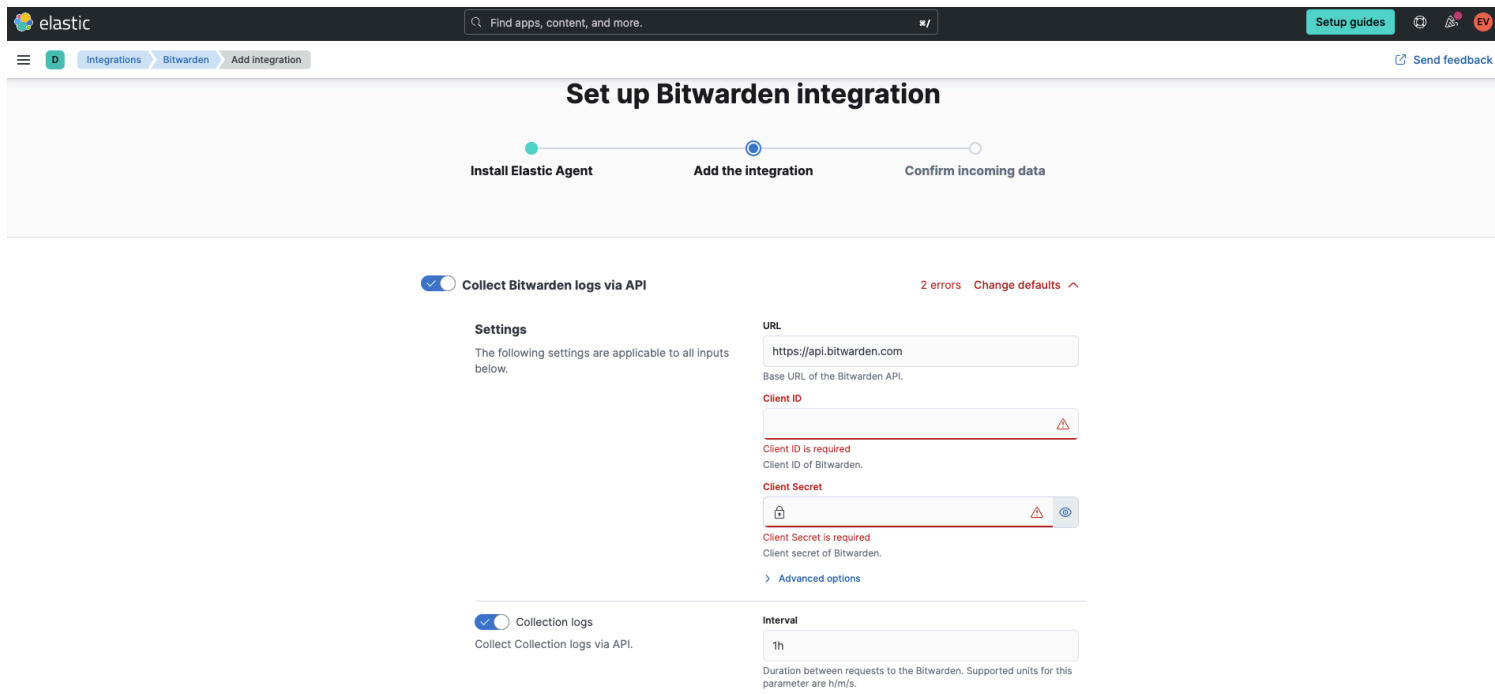 elastic
Find apps, content, and more.
⌘/
Setup guides
EV
D
Integrations
Bitwarden
Add integration
Send feedback
Set up Bitwarden integration
Install Elastic Agent
Add the integration
Confirm incoming data
Collect Bitwarden logs via API
2 errors
Change defaults
Settings
The following settings are applicable to all inputs
below.
URL
https://api.bitwarden.com
Base URL of the Bitwarden API.
Client ID
Client ID is required
Client ID of Bitwarden.
Client Secret
Client Secret is required
Client secret of Bitwarden.
Advanced options
Collection logs
Collect Collection logs via API.
Interval
1h
Duration between requests to the Bitwarden. Supported units for this
parameter are h/m/s.